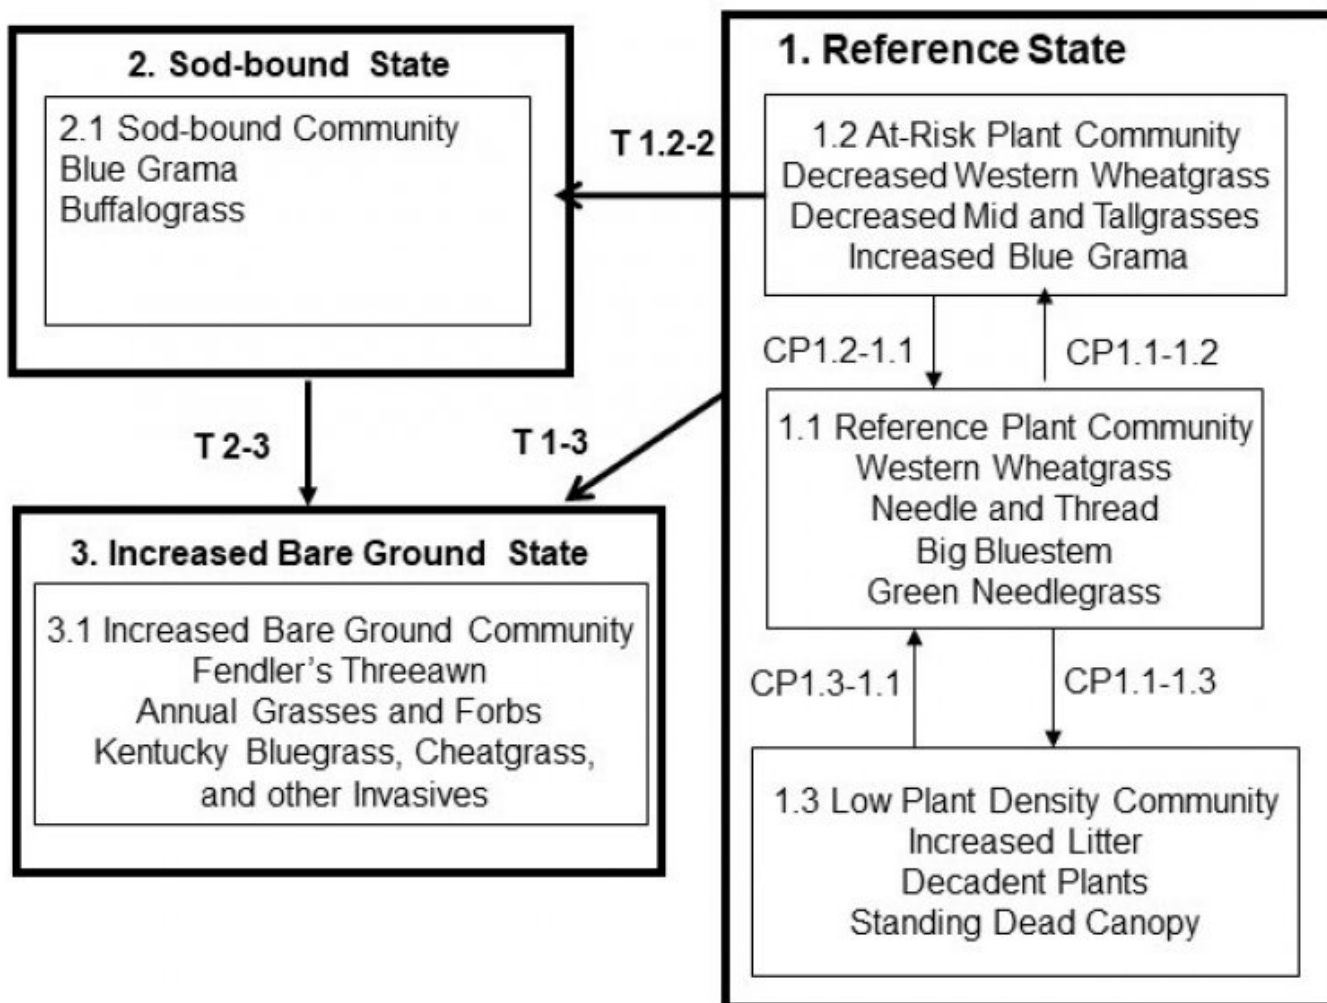 2. Sod-bound State
2.1 Sod-bound Community
Blue Grama
Buffalograss
T 1.2-2
1. Reference State
1.2 At-Risk Plant Community
Decreased Western Wheatgrass
Decreased Mid and Tallgrasses
Increased Blue Grama
CP1.2-1.1
CP1.1-1.2
T 2-3
T 1-3
1.1 Reference Plant Community
Western Wheatgrass
Needle and Thread
Big Bluestem
Green Needlegrass
3. Increased Bare Ground State
3.1 Increased Bare Ground Community
Fendler's Threeawn
Annual Grasses and Forbs
Kentucky Bluegrass, Cheatgrass,
and other Invasives
CP1.3-1.1
CP1.1-1.3
1.3 Low Plant Density Community
Increased Litter
Decadent Plants
Standing Dead Canopy